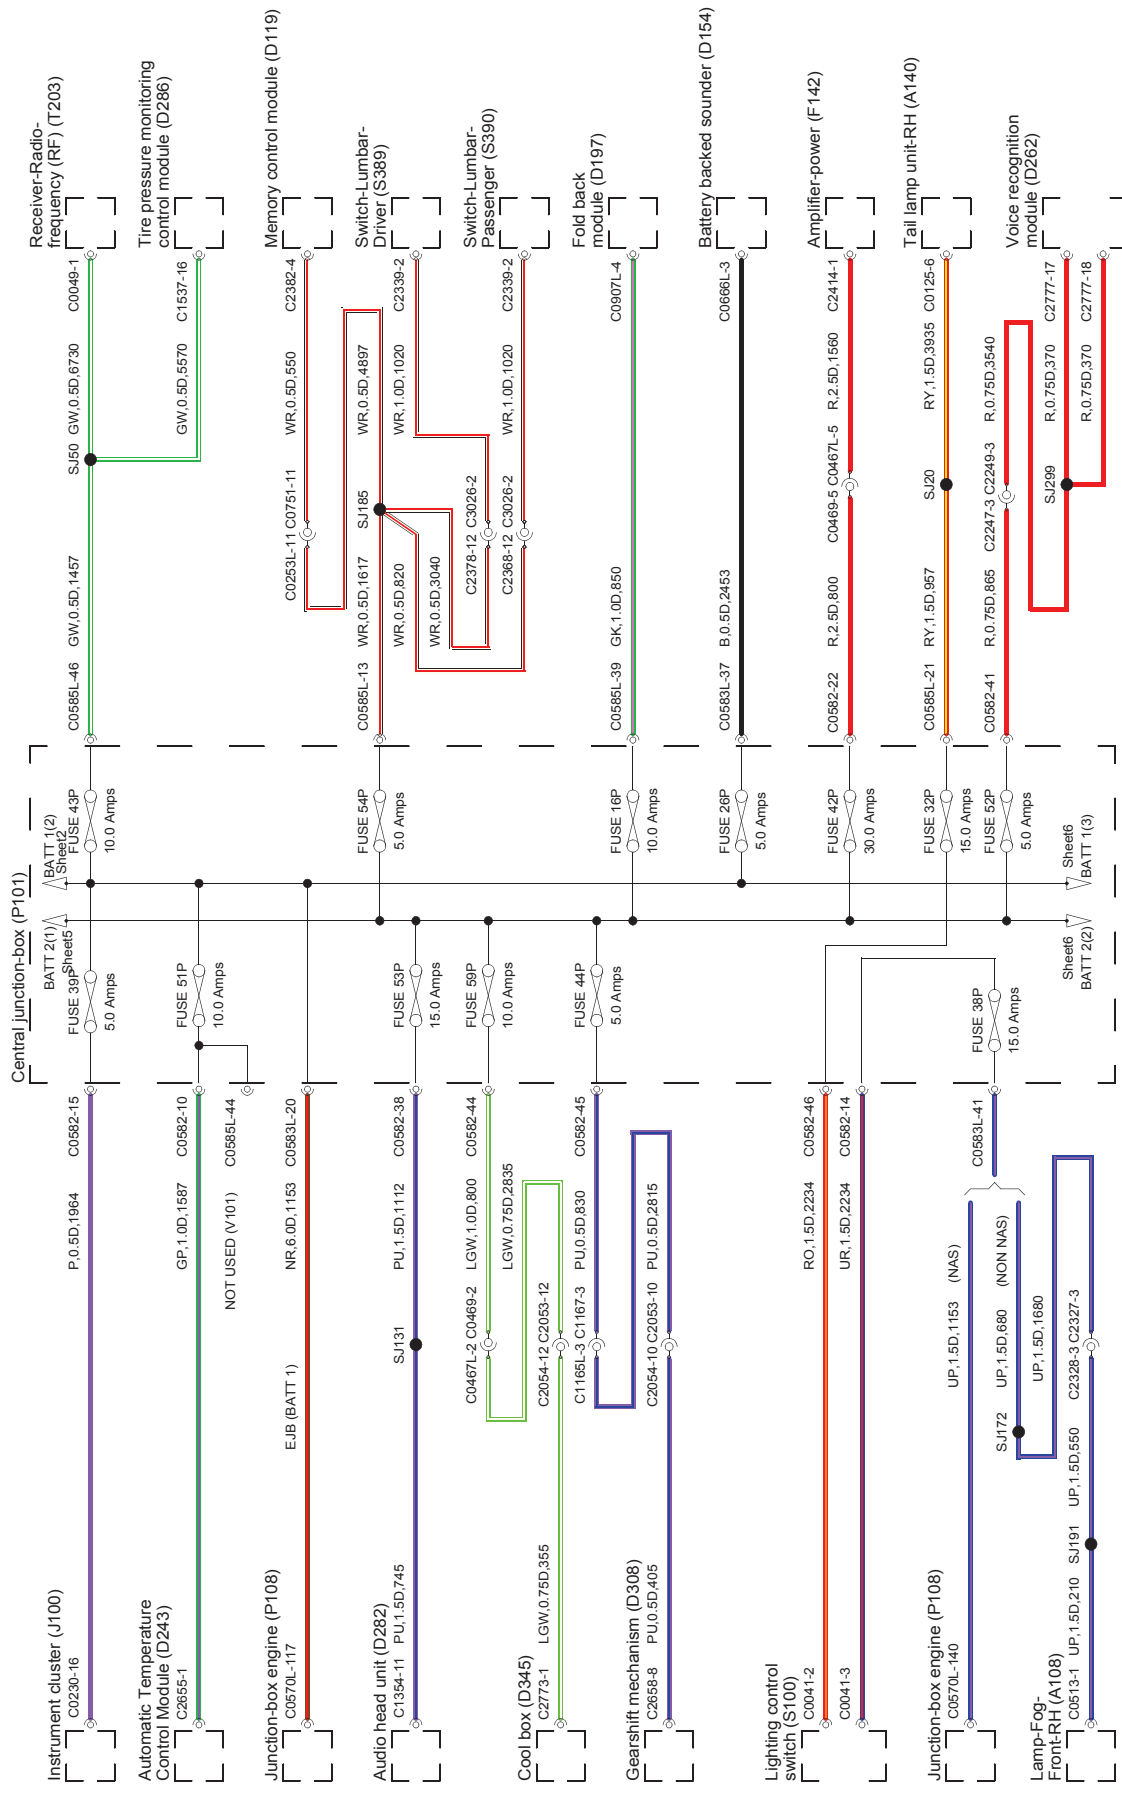 Central junction-box (P101)
BATT 2(1)
Sheet5
BATT 1(2)
Sheet2
Sheet6
BATT 2(2)
Sheet6
BATT 1(3)
Instrument cluster (J100)
C0230-16
P,0.5D,1964
C0582-15
FUSE 39P
5.0 Amps
FUSE 43P
10.0 Amps
C0585L-46
GW,0.5D,1457
SJ50
GW,0.5D,6730
C0049-1
Receiver-Radio-
frequency (RF) (T203)
GW,0.5D,5570
C1537-16
Tire pressure monitoring
control module (D286)
Automatic Temperature
Control Module (D243)
C2655-1
GP,1.0D,1587
C0582-10
FUSE 51P
10.0 Amps
NOT USED (V101)
C0585L-44
Junction-box engine (P108)
C0570L-117
EJB (BATT 1)
NR,6.0D,1153
C0583L-20
C0253L-11 C0751-11
WR,0.5D,550
C2382-4
Memory control module (D119)
Audio head unit (D282)
C1354-11 PU,1.5D,745
SJ131
PU,1.5D,1112
C0582-38
FUSE 53P
15.0 Amps
FUSE 54P
5.0 Amps
C0585L-13
WR,0.5D,1617
SJ185
WR,0.5D,4897
WR,0.5D,820
WR,1.0D,1020
C2339-2
Switch-Lumbar-
Driver (S389)
WR,0.5D,3040
C2378-12 C3026-2
C2368-12 C3026-2
WR,1.0D,1020
C2339-2
Switch-Lumbar-
Passenger (S390)
Cool box (D345)
C2773-1
LGW,0.75D,355
C0467L-2 C0469-2
LGW,1.0D,800
C0582-44
LGW,0.75D,2835
C2054-12 C2053-12
FUSE 59P
10.0 Amps
Gearshift mechanism (D308)
C2658-8
PU,0.5D,405
C1165L-3 C1167-3
PU,0.5D,830
C0582-45
C2054-10 C2053-10
PU,0.5D,2815
FUSE 44P
5.0 Amps
FUSE 16P
10.0 Amps
C0585L-39
GK,1.0D,850
C0907L-4
Fold back
module (D197)
FUSE 26P
5.0 Amps
C0583L-37
B,0.5D,2453
C0666L-3
Battery backed sounder (D154)
Lighting control
switch (S100)
C0041-2
RO,1.5D,2234
C0582-46
C0041-3
UR,1.5D,2234
C0582-14
FUSE 42P
30.0 Amps
C0582-22
R,2.5D,800
C0469-5 C0467L-5
R,2.5D,1560
C2414-1
Amplifier-power (F142)
FUSE 32P
15.0 Amps
C0585L-21
RY,1.5D,957
SJ20
RY,1.5D,3935
C0125-6
Tail lamp unit-RH (A140)
Junction-box engine (P108)
C0570L-140
UP,1.5D,1153
(NAS)
C0583L-41
FUSE 38P
15.0 Amps
SJ172
UP,1.5D,680
(NON NAS)
UP,1.5D,1680
Lamp-Fog-
Front-RH (A108)
C0513-1
UP,1.5D,210
SJ191
UP,1.5D,550
C2328-3 C2327-3
FUSE 52P
5.0 Amps
C0582-41
R,0.75D,865
C2247-3 C2249-3
R,0.75D,3540
SJ299
R,0.75D,370
C2777-17
R,0.75D,370
C2777-18
Voice recognition
module (D262)